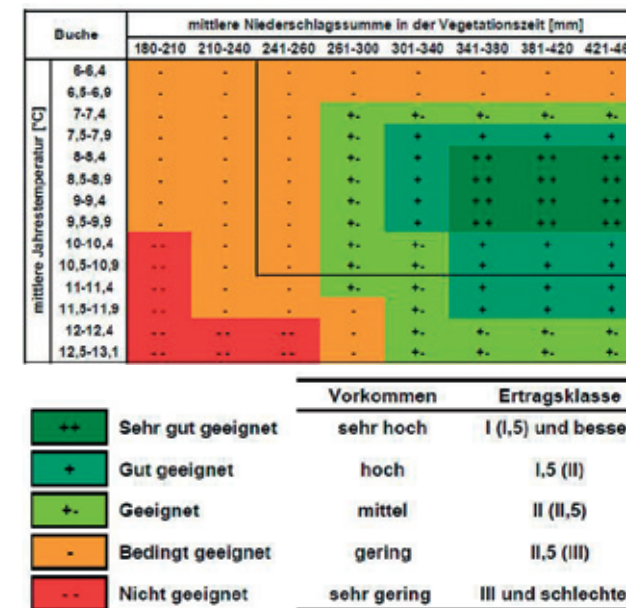 Buche
mittlere Niederschlagssumme in der Vegetationszeit [mm]
180-210 210-240 241-260 261-300 301-340 341-380 381-420 421-46
mittlere Jahrestemperatur [°C]
6-6,4 - - - - - - - -
6,5-6,9 - - - - - - - -
7-7,4 - - - +- +- +- +- +-
7,5-7,9 - - - +- + + + +
8-8,4 - - - +- + ++ ++ ++
8,5-8,9 - - - +- + ++ ++ ++
9-9,4 - - - +- + ++ ++ ++
9,5-9,9 - - - +- + ++ ++ ++
10-10,4 -- - - +- +- + + +
10,5-10,9 -- - - +- +- + + +
11-11,4 -- - - +- +- + + +
11,5-11,9 -- - - - +- + + +
12-12,4 -- -- -- - +- +- +- +-
12,5-13,1 -- -- -- - +- +- +- +-
Vorkommen Ertragsklasse
++ Sehr gut geeignet sehr hoch I (I,5) und besse
+ Gut geeignet hoch I,5 (II)
+- Geeignet mittel II (II,5)
- Bedingt geeignet gering II,5 (III)
-- Nicht geeignet sehr gering III und schlechte